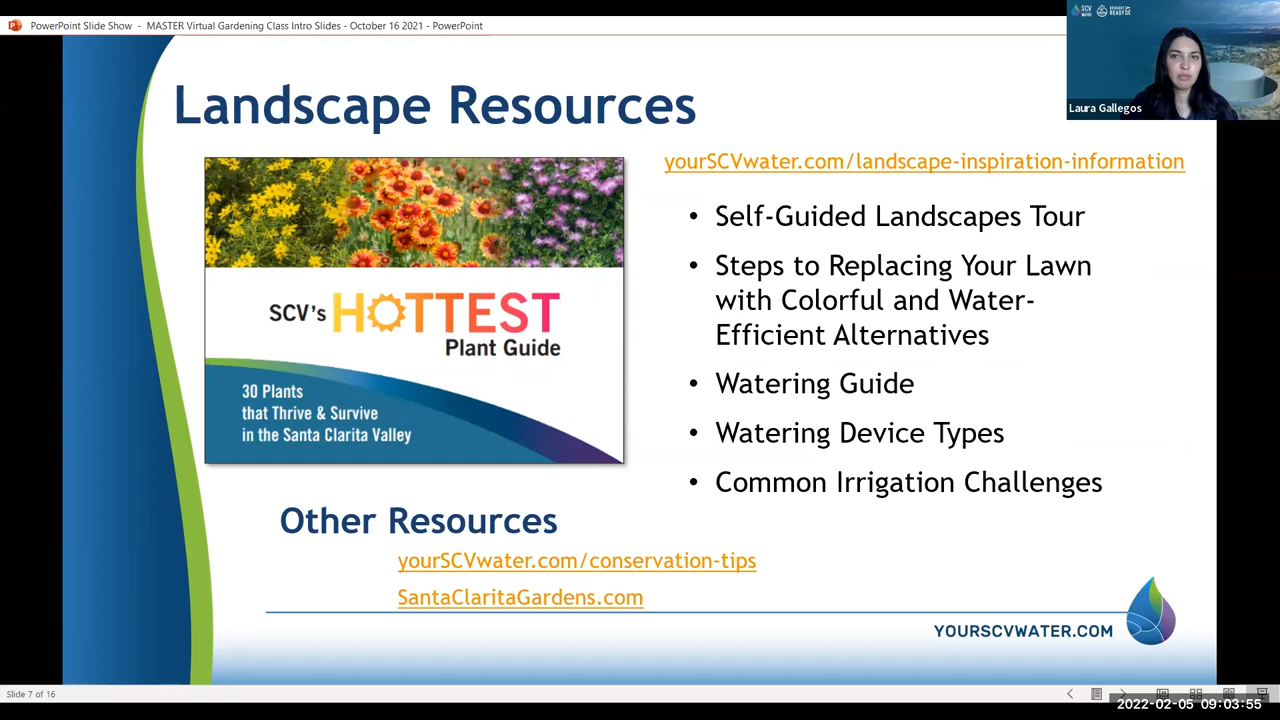 PowerPoint Slide Show - MASTER Virtual Gardening Class Intro Slides - October 16 2021 - PowerPoint
SCV
WATER
DROUGHT
READY
Laura Gallegos
Landscape Resources
yourSCVwater.com/landscape-inspiration-information
SCV's HOTTEST
Plant Guide
30 Plants
that Thrive & Survive
in the Santa Clarita Valley
• Self-Guided Landscapes Tour
• Steps to Replacing Your Lawn
with Colorful and Water-
Efficient Alternatives
• Watering Guide
• Watering Device Types
• Common Irrigation Challenges
Other Resources
yourSCVwater.com/conservation-tips
SantaClaritaGardens.com
YOURSCVWATER.COM
Slide 7 of 16
2022-02-05 09:03:55